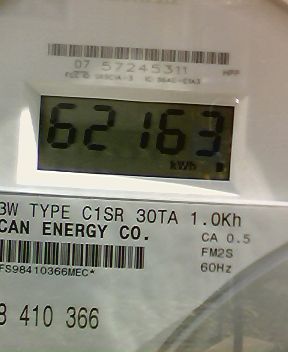 07 57245311
62163
kWh
3W TYPE C1SR 30TA 1.0Kh
CAN ENERGY CO.
CA 0.5
FM2S
60Hz
FS98410366MEC*
8 410 366